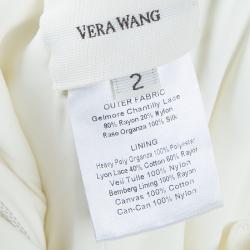 VERA WANG
2
OUTER FABRIC
Gelmore Chantilly Lace
80% Rayon 20% Nylon
Raso Organza 100% Silk
LINING
Heavy Poly Organza 100% Polyester
Lyon Lace 40% Cotton 60% Rayon
Veil Tulle 100% Nylon
Bemberg Lining 100% Rayon
Canvas 100% Cotton
Can-Can 100% Nylon